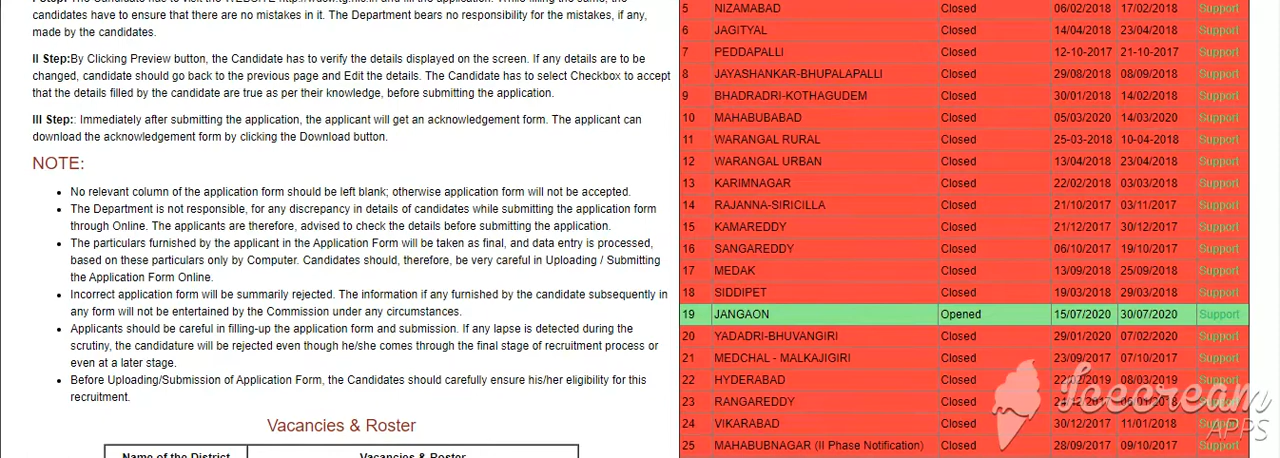 candidates have to ensure that there are no mistakes in it. The Department bears no responsibility for the mistakes, if any,
made by the candidates.
II Step:By Clicking Preview button, the Candidate has to verify the details displayed on the screen. If any details are to be
changed, candidate should go back to the previous page and Edit the details. The Candidate has to select Checkbox to accept
that the details filled by the candidate are true as per their knowledge, before submitting the application.
III Step:: Immediately after submitting the application, the applicant will get an acknowledgement form. The applicant can
download the acknowledgement form by clicking the Download button.
NOTE:
No relevant column of the application form should be left blank; otherwise application form will not be accepted.
The Department is not responsible, for any discrepancy in details of candidates while submitting the application form
through Online. The applicants are therefore, advised to check the details before submitting the application.
The particulars furnished by the applicant in the Application Form will be taken as final, and data entry is processed,
based on these particulars only by Computer. Candidates should, therefore, be very careful in Uploading / Submitting
the Application Form Online.
Incorrect application form will be summarily rejected. The information if any furnished by the candidate subsequently in
any form will not be entertained by the Commission under any circumstances.
Applicants should be careful in filling-up the application form and submission. If any lapse is detected during the
scrutiny, the candidature will be rejected even though he/she comes through the final stage of recruitment process or
even at a later stage.
Before Uploading/Submission of Application Form, the Candidates should carefully ensure his/her eligibility for this
recruitment.
Vacancies & Roster
Name of the District Vacancies & Roster
5 NIZAMABAD Closed 06/02/2018 17/02/2018 Support
6 JAGITYAL Closed 14/04/2018 23/04/2018 Support
7 PEDDAPALLI Closed 12-10-2017 21-10-2017 Support
8 JAYASHANKAR-BHUPALAPALLI Closed 29/08/2018 08/09/2018 Support
9 BHADRADRI-KOTHAGUDEM Closed 30/01/2018 14/02/2018 Support
10 MAHABUBABAD Closed 05/03/2020 14/03/2020 Support
11 WARANGAL RURAL Closed 25-03-2018 10-04-2018 Support
12 WARANGAL URBAN Closed 13/04/2018 23/04/2018 Support
13 KARIMNAGAR Closed 22/02/2018 03/03/2018 Support
14 RAJANNA-SIRICILLA Closed 21/10/2017 03/11/2017 Support
15 KAMAREDDY Closed 21/12/2017 30/12/2017 Support
16 SANGAREDDY Closed 06/10/2017 19/10/2017 Support
17 MEDAK Closed 13/09/2018 25/09/2018 Support
18 SIDDIPET Closed 19/03/2018 29/03/2018 Support
19 JANGAON Opened 15/07/2020 30/07/2020 Support
20 YADADRI-BHUVANGIRI Closed 29/01/2020 07/02/2020 Support
21 MEDCHAL - MALKAJIGIRI Closed 23/09/2017 07/10/2017 Support
22 HYDERABAD Closed 22/02/2019 08/03/2019 Support
23 RANGAREDDY Closed 24/12/2017 06/01/2018 Support
24 VIKARABAD Closed 30/12/2017 11/01/2018 Support
25 MAHABUBNAGAR (II Phase Notification) Closed 28/09/2017 09/10/2017 Support
Icecream
APPS